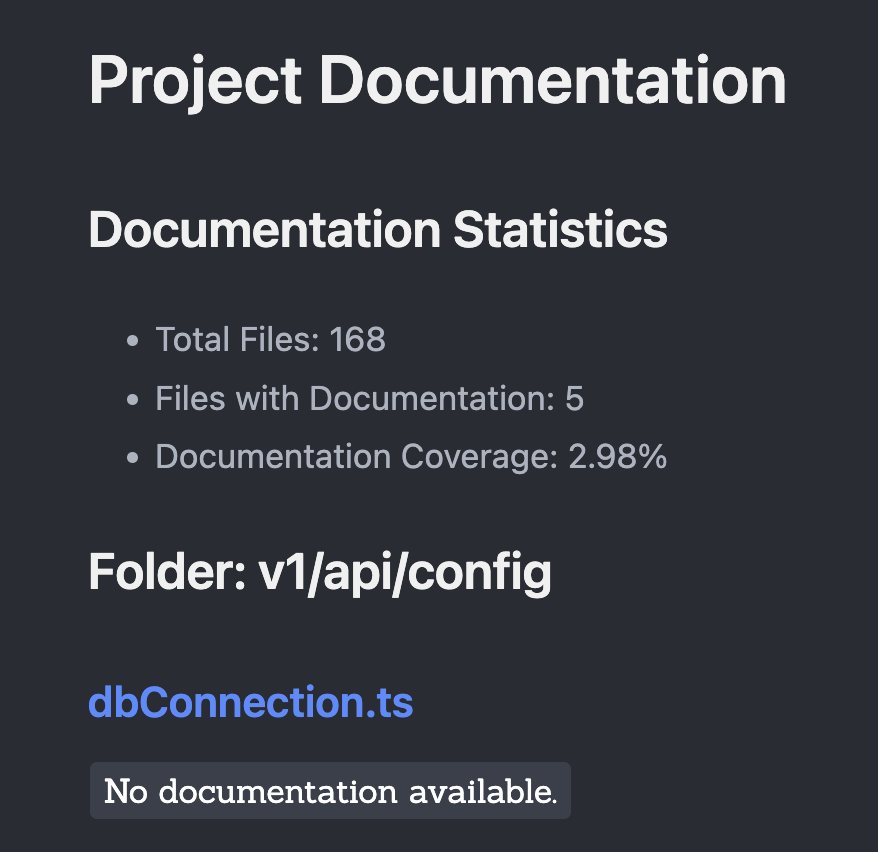 Project Documentation
Documentation Statistics
Total Files: 168
Files with Documentation: 5
Documentation Coverage: 2.98%
Folder: v1/api/config
dbConnection.ts
No documentation available.